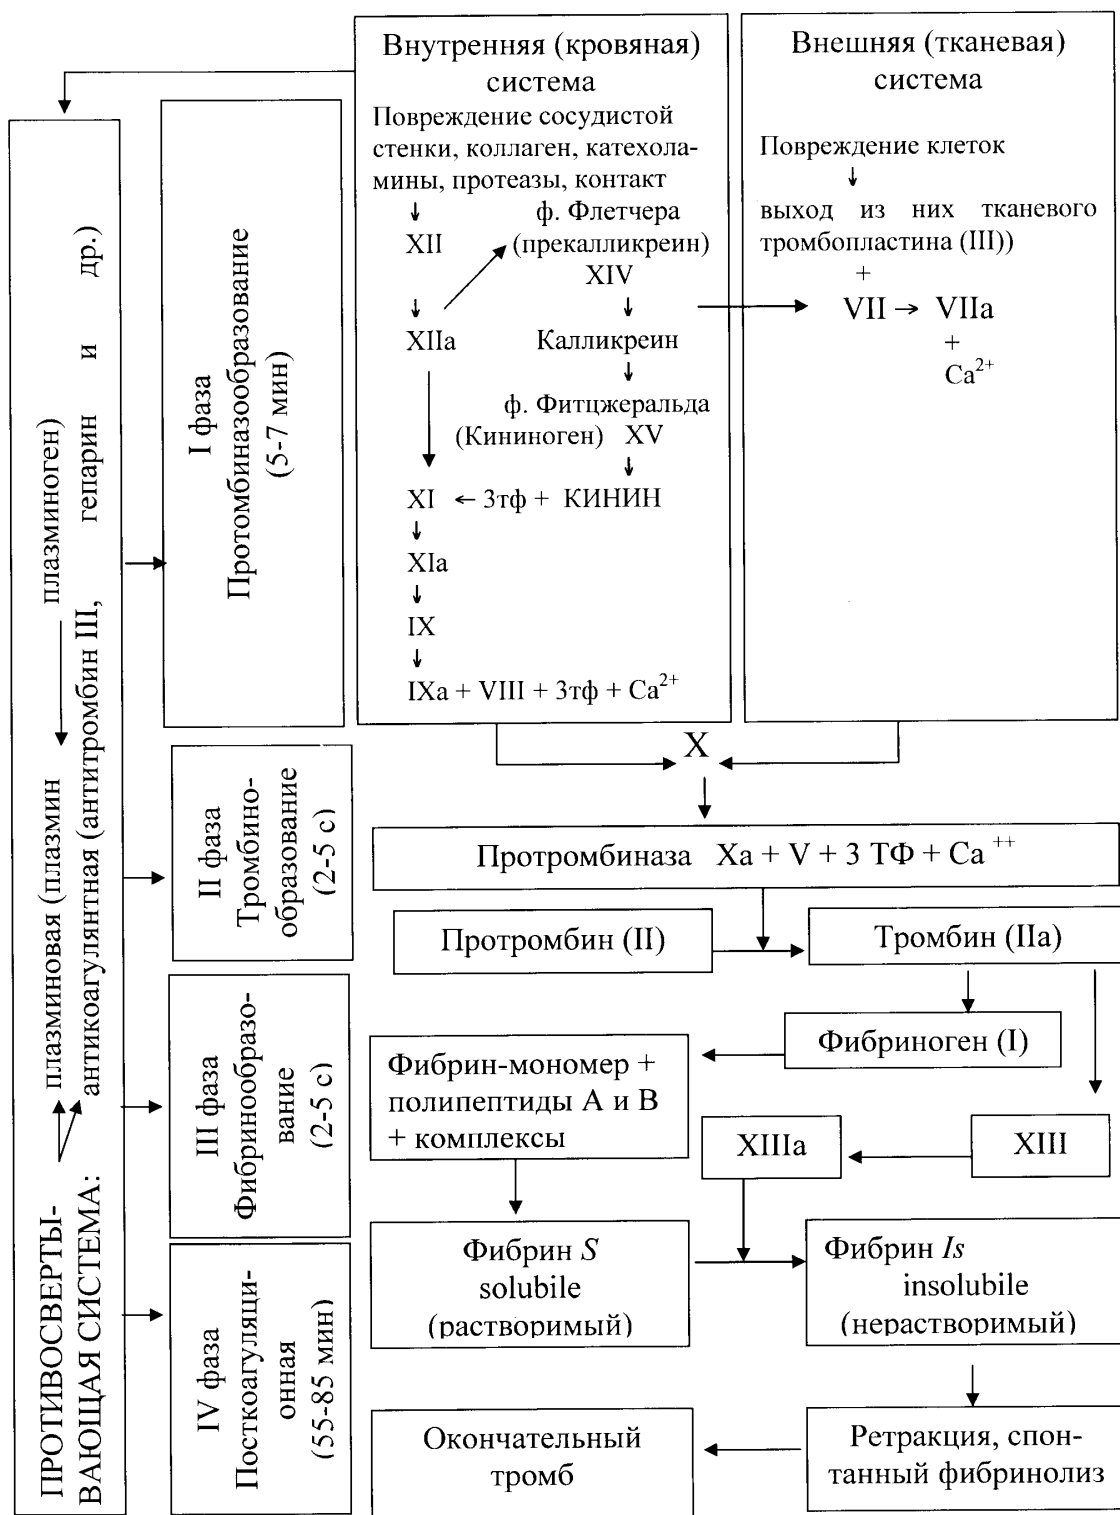 Внутренняя (кровяная)
система
Повреждение сосудистой
стенки, коллаген, катехола-
мины, протеазы, контакт
↓ ф. Флетчера
XII (прекалликреин)
XIV
↓ ↓
XIIa Калликреин
↓ ↓
ф. Фитцжеральда
(Кининоген) XV
↓
XI ← 3тф + КИНИН
↓
XIa
↓
IX
↓
IXa + VIII + 3тф + Ca²⁺
Внешняя (тканевая)
система
Повреждение клеток
↓
выход из них тканевого
тромбопластина (III))
+
VII → VIIa
+
Ca²⁺
I фаза
Протомбиназообразование
(5-7 мин)
X
II фаза
Тромбино-
образование
(2-5 с)
Протромбиназа Xa + V + 3 ТФ + Ca ⁺⁺
Протромбин (II)
Тромбин (IIa)
III фаза
Фибринообразо-
вание
(2-5 с)
Фибриноген (I)
Фибрин-мономер +
полипептиды А и В
+ комплексы
XIIIa
XIII
Фибрин S
solubile
(растворимый)
Фибрин Is
insolubile
(нерастворимый)
IV фаза
Посткоагуляци-
онная
(55-85 мин)
Окончательный
тромб
Ретракция, спон-
танный фибринолиз
ПРОТИВОСВЕРТЫ-
ВАЮЩАЯ СИСТЕМА:
плазминовая (плазмин ← плазминоген)
антикоагулянтная (антитромбин III, гепарин и др.)